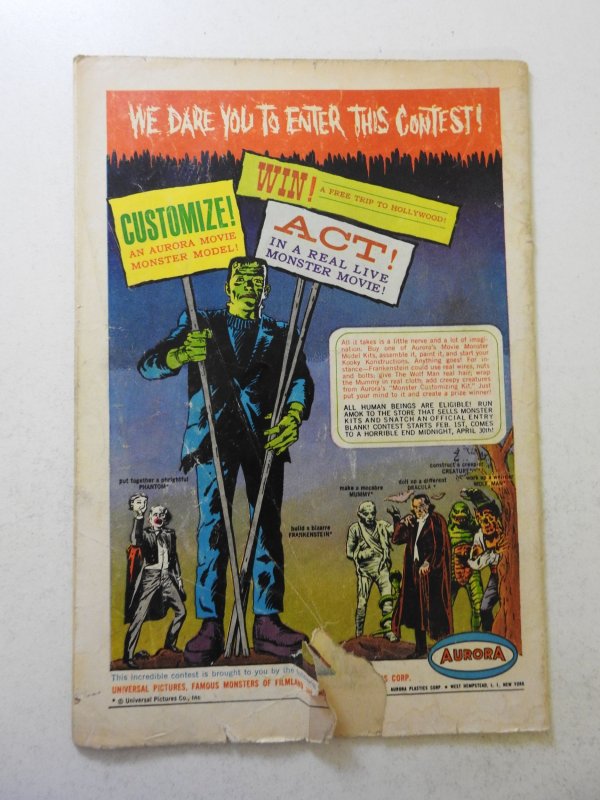 WE DARE YOU TO ENTER THIS CONTEST!
WIN! A FREE TRIP TO HOLLYWOOD!
CUSTOMIZE!
AN AURORA MOVIE
MONSTER MODEL!
ACT!
IN A REAL LIVE
MONSTER MOVIE!
All it takes is a little nerve and a lot of imagi-
nation. Buy one of Aurora's Movie Monster
Model Kits, assemble it, paint it, and start your
Kooky Konstructions. Anything goes! For in-
stance—Frankenstein could use real wires, nuts
and bolts; give The Wolf Man real hair; wrap
the Mummy in real cloth; add creepy creatures
from Aurora's "Monster Customizing Kit." Just
put your mind to it and create a prize winner!
ALL HUMAN BEINGS ARE ELIGIBLE! RUN
AMOK TO THE STORE THAT SELLS MONSTER
KITS AND SNATCH AN OFFICIAL ENTRY
BLANK! CONTEST STARTS FEB. 1ST, COMES
TO A HORRIBLE END MIDNIGHT, APRIL 30th!
put together a phrightful
PHANTOM*
build a bizarre
FRANKENSTEIN*
make a macabre
MUMMY*
doll up a different
DRACULA*
construct a creepier
CREATURE*
work up a weirder
WOLF MAN*
AURORA
This incredible contest is brought to you by the
UNIVERSAL PICTURES, FAMOUS MONSTERS OF FILMLAN
S CORP.
* © Universal Pictures Co., Inc.
AURORA PLASTICS CORP. • WEST HEMPSTEAD, L. I., NEW YORK